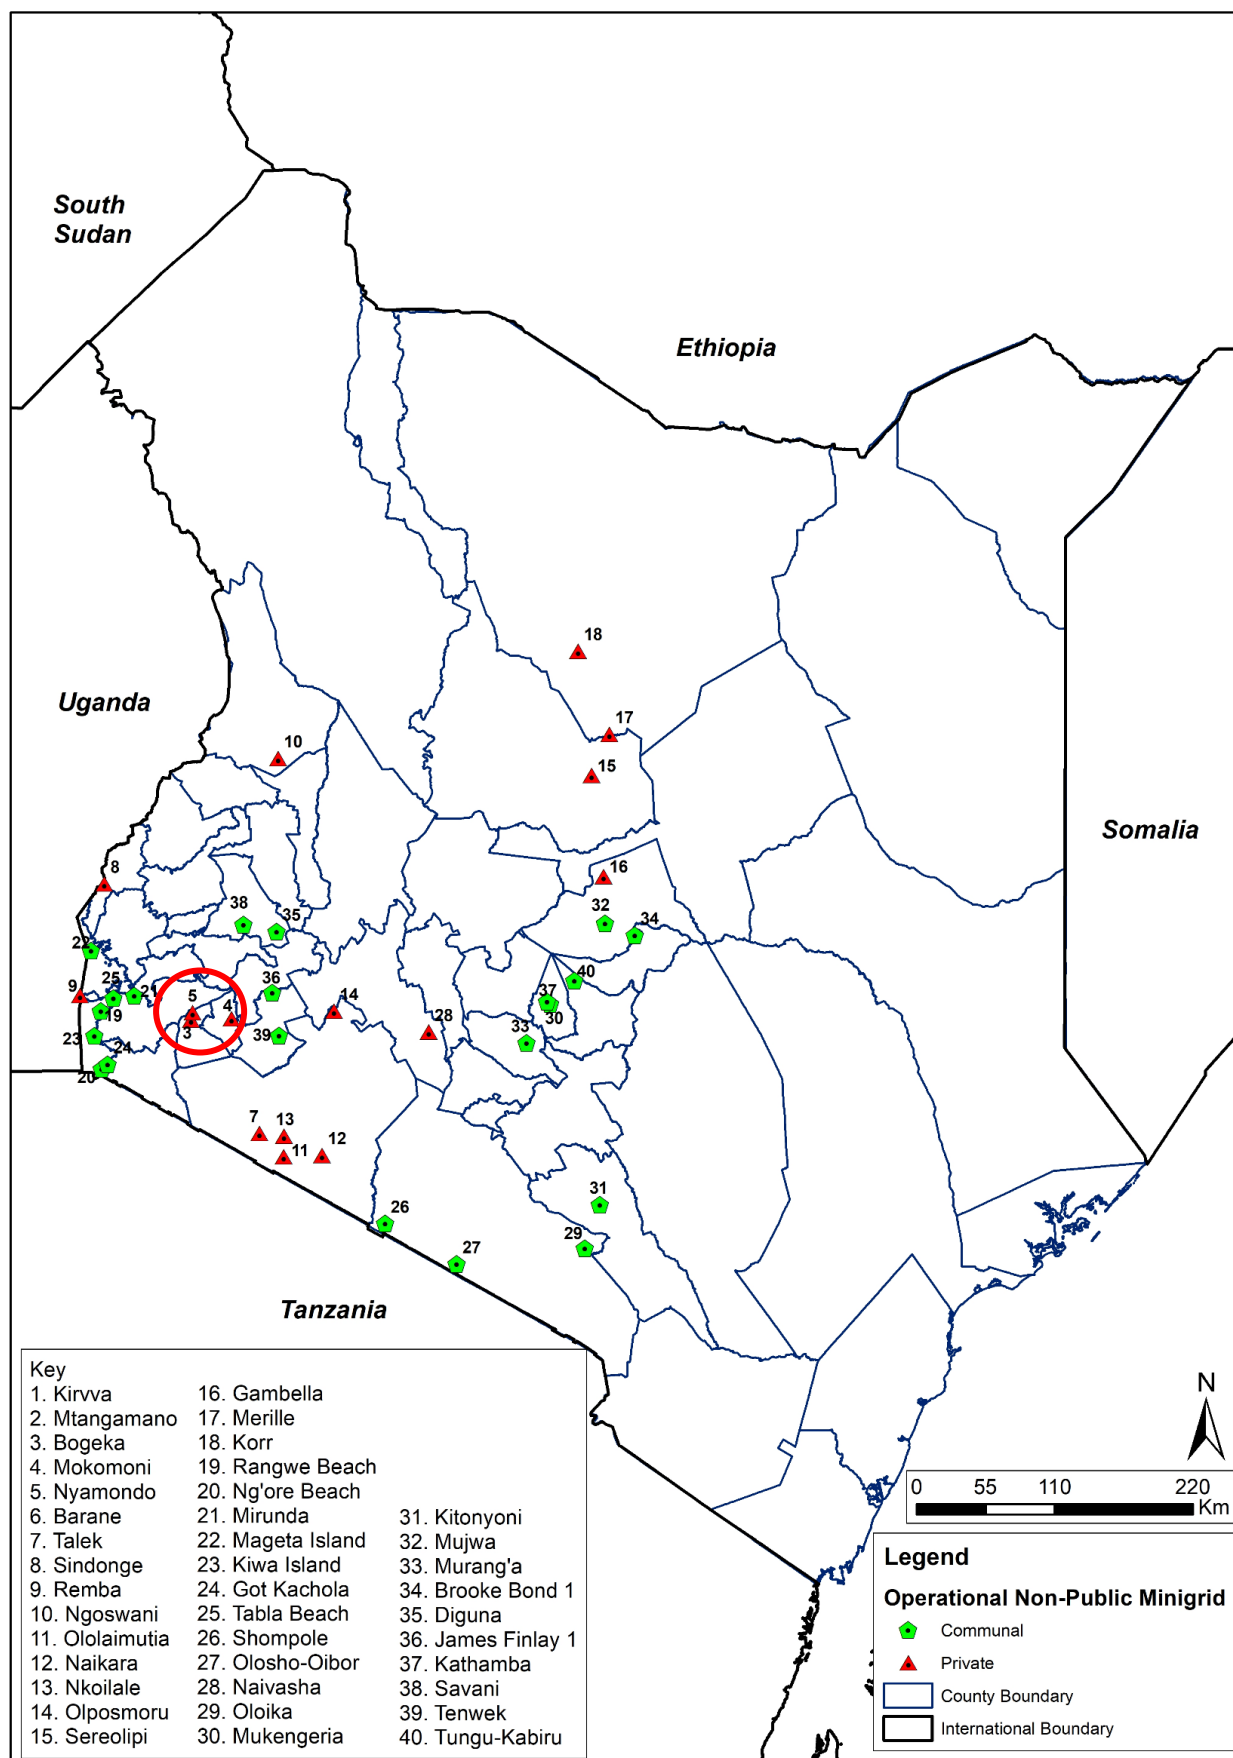 South
Sudan
Ethiopia
Uganda
Somalia
Tanzania
18
17
10
15
8
16
38
35
32
34
22
40
9
25
21
36
5
4
14
37
30
19
3
28
23
39
33
24
20
7
13
11
12
31
26
29
27
Key
1. Kirvva
2. Mtangamano
3. Bogeka
4. Mokomoni
5. Nyamondo
6. Barane
7. Talek
8. Sindonge
9. Remba
10. Ngoswani
11. Ololaimutia
12. Naikara
13. Nkoilale
14. Olposmoru
15. Sereolipi
16. Gambella
17. Merille
18. Korr
19. Rangwe Beach
20. Ng'ore Beach
21. Mirunda
22. Mageta Island
23. Kiwa Island
24. Got Kachola
25. Tabla Beach
26. Shompole
27. Olosho-Oibor
28. Naivasha
29. Oloika
30. Mukengeria
31. Kitonyoni
32. Mujwa
33. Murang'a
34. Brooke Bond 1
35. Diguna
36. James Finlay 1
37. Kathamba
38. Savani
39. Tenwek
40. Tungu-Kabiru
N
0 55 110 220
Km
Legend
Operational Non-Public Minigrid
Communal
Private
County Boundary
International Boundary